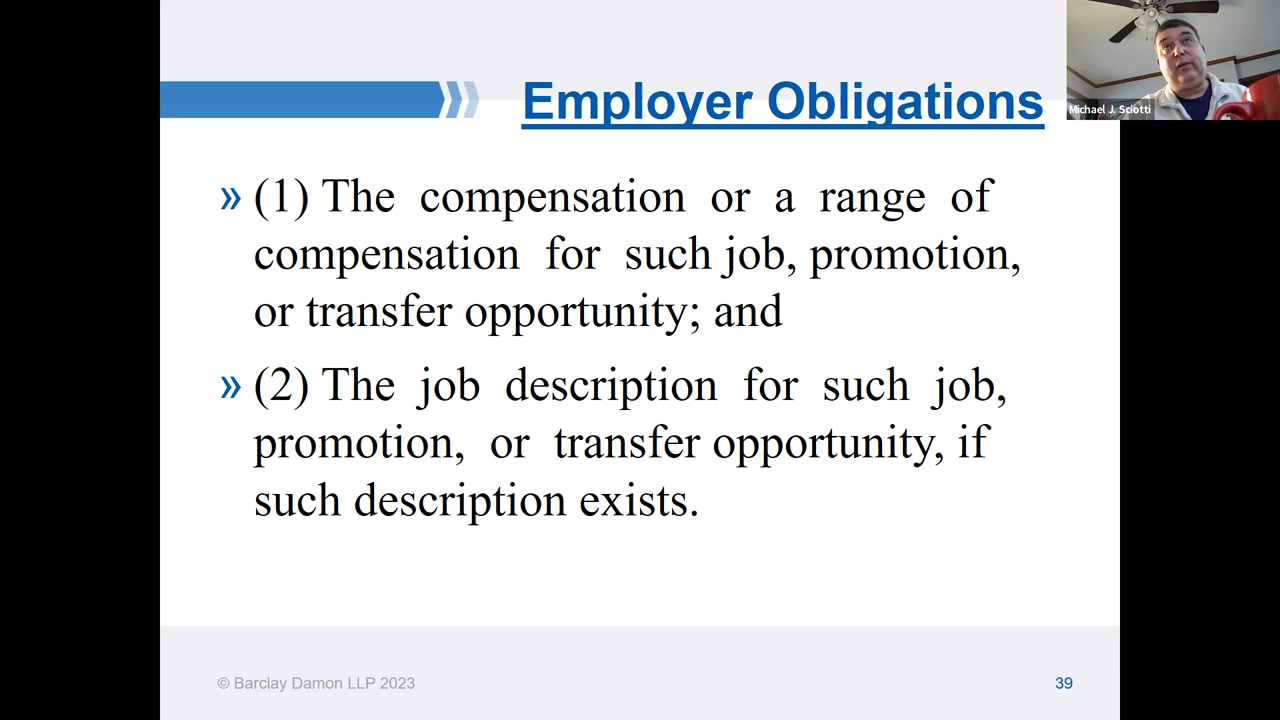 Employer Obligations
Michael J. Sciotti
» (1) The compensation or a range of
compensation for such job, promotion,
or transfer opportunity; and
» (2) The job description for such job,
promotion, or transfer opportunity, if
such description exists.
© Barclay Damon LLP 2023
39